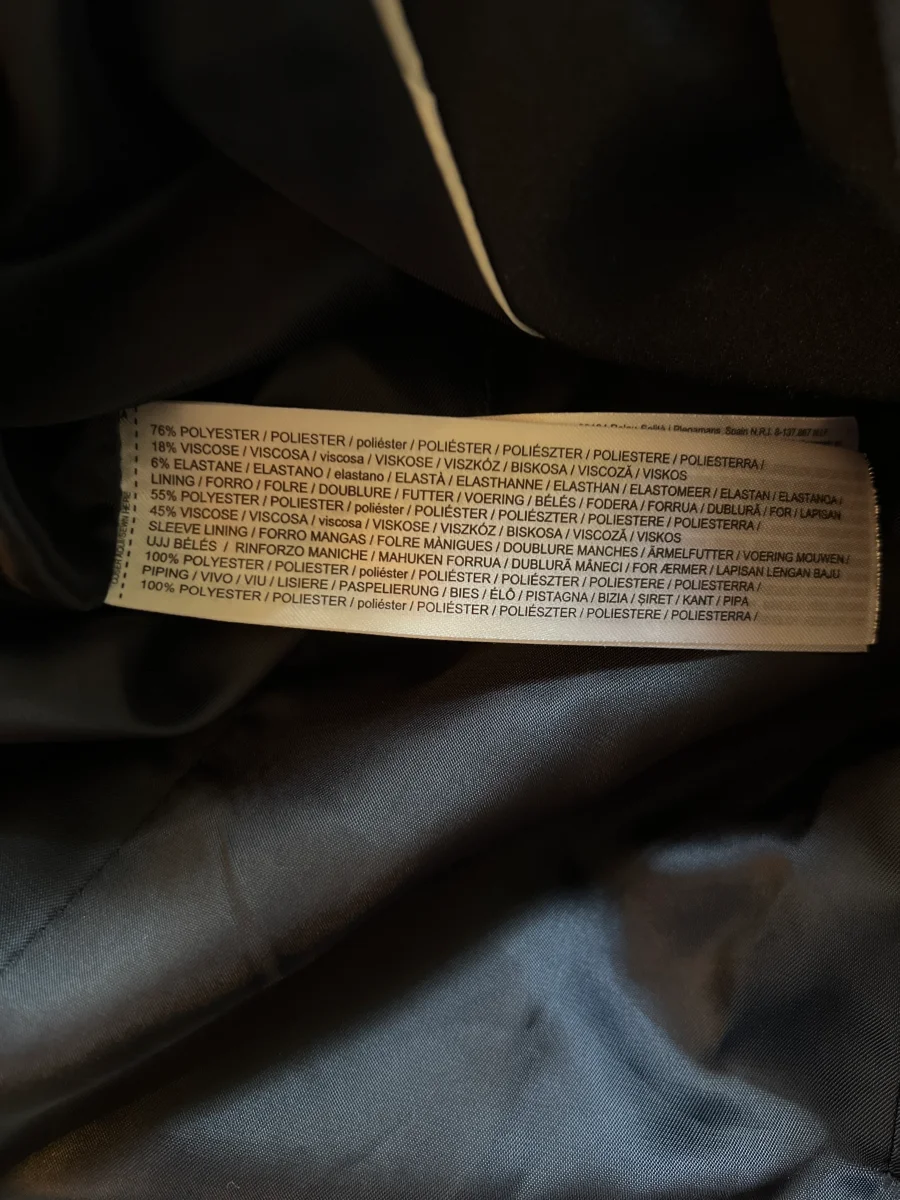 Plegamans, Spain N.R.I.
76% POLYESTER / POLIESTER / poliéster / POLIÉSTER / POLIÉSZTER / POLIESTERE / POLIESTERRA /
18% VISCOSE / VISCOSA / viscosa / VISKOSE / VISZKÓZ / BISKOSA / VISCOZĂ / VISKOS
6% ELASTANE / ELASTANO / elastano / ELASTÀ / ELASTHANNE / ELASTHAN / ELASTOMEER / ELASTAN / ELASTANOA /
LINING / FORRO / FOLRE / DOUBLURE / FUTTER / VOERING / BÉLÉS / FODERA / FORRUA / DUBLURĂ / FOR / LAPISAN
55% POLYESTER / POLIESTER / poliéster / POLIÉSTER / POLIÉSZTER / POLIESTERE / POLIESTERRA /
45% VISCOSE / VISCOSA / viscosa / VISKOSE / VISZKÓZ / BISKOSA / VISCOZĂ / VISKOS
SLEEVE LINING / FORRO MANGAS / FOLRE MÀNIGUES / DOUBLURE MANCHES / ÄRMELFUTTER / VOERING MOUWEN /
UJJ BÉLÉS / RINFORZO MANICHE / MAHUKEN FORRUA / DUBLURĂ MÂNECI / FOR ÆRMER / LAPISAN LENGAN BAJU
100% POLYESTER / POLIESTER / poliéster / POLIÉSTER / POLIÉSZTER / POLIESTERE / POLIESTERRA /
PIPING / VIVO / VIU / LISIERE / PASPELIERUNG / BIES / ÉLŐ / PISTAGNA / BIZIA / ŞIRET / KANT / PIPA
100% POLYESTER / POLIESTER / poliéster / POLIÉSTER / POLIÉSZTER / POLIESTERE / POLIESTERRA /